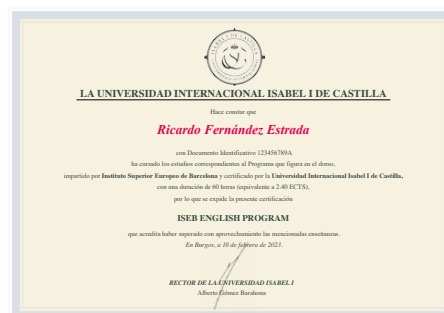 LA UNIVERSIDAD INTERNACIONAL ISABEL I DE CASTILLA
Hace constar que
Ricardo Fernández Estrada
con Documento Identificativo 123456789A
ha cursado los estudios correspondientes al Programa que figura en el dorso,
impartido por Instituto Superior Europeo de Barcelona y certificado por la Universidad Internacional Isabel I de Castilla,
con una duración de 60 horas (equivalente a 2.40 ECTS),
por lo que se expide la presente certificación
ISEB ENGLISH PROGRAM
que acredita haber superado con aprovechamiento las mencionadas enseñanzas.
En Burgos, a 10 de febrero de 2023.
RECTOR DE LA UNIVERSIDAD ISABEL I
Alberto Gómez Barahona